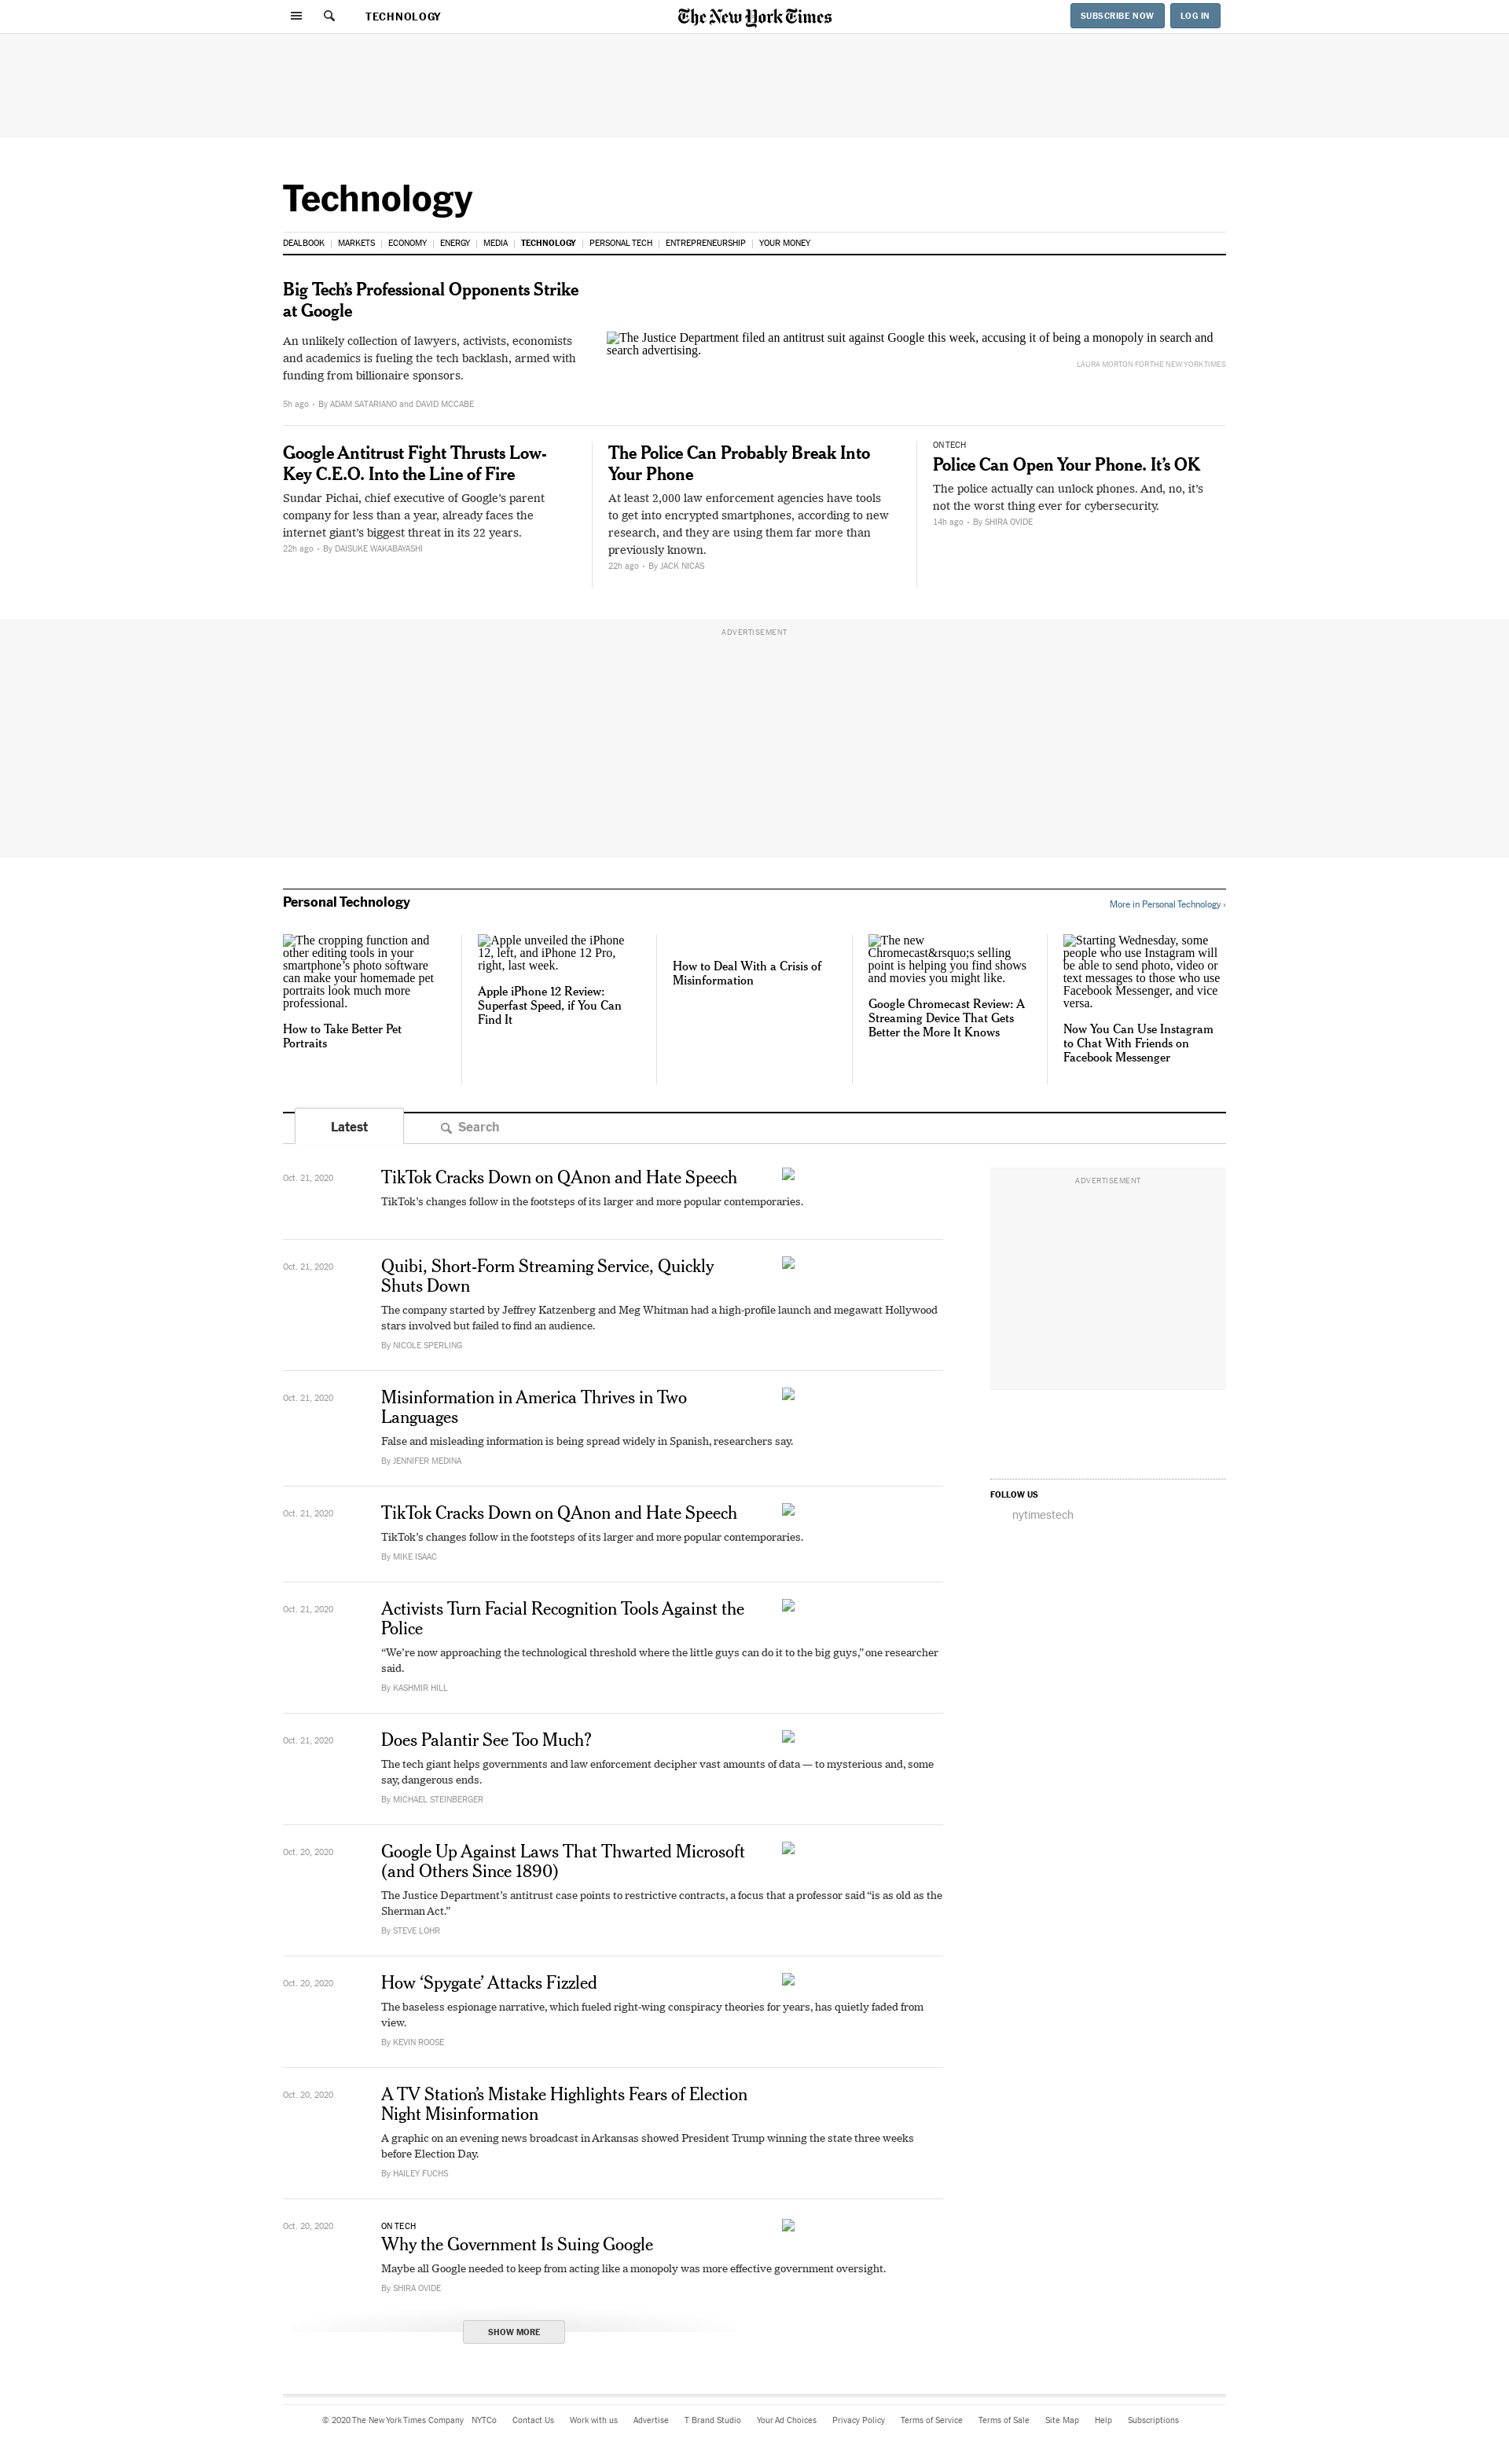 TECHNOLOGY
The New York Times
SUBSCRIBE NOW
LOG IN
Technology
DEALBOOK | MARKETS | ECONOMY | ENERGY | MEDIA | TECHNOLOGY | PERSONAL TECH | ENTREPRENEURSHIP | YOUR MONEY
Big Tech’s Professional Opponents Strike
at Google
An unlikely collection of lawyers, activists, economists
and academics is fueling the tech backlash, armed with
funding from billionaire sponsors.
5h ago • By ADAM SATARIANO and DAVID MCCABE
The Justice Department filed an antitrust suit against Google this week, accusing it of being a monopoly in search and
search advertising.
LAURA MORTON FOR THE NEW YORK TIMES
Google Antitrust Fight Thrusts Low-
Key C.E.O. Into the Line of Fire
Sundar Pichai, chief executive of Google’s parent
company for less than a year, already faces the
internet giant’s biggest threat in its 22 years.
22h ago • By DAISUKE WAKABAYASHI
The Police Can Probably Break Into
Your Phone
At least 2,000 law enforcement agencies have tools
to get into encrypted smartphones, according to new
research, and they are using them far more than
previously known.
22h ago • By JACK NICAS
ON TECH
Police Can Open Your Phone. It’s OK
The police actually can unlock phones. And, no, it’s
not the worst thing ever for cybersecurity.
14h ago • By SHIRA OVIDE
ADVERTISEMENT
Personal Technology
More in Personal Technology ›
The cropping function and
other editing tools in your
smartphone’s photo software
can make your homemade pet
portraits look much more
professional.
How to Take Better Pet
Portraits
Apple unveiled the iPhone
12, left, and iPhone 12 Pro,
right, last week.
Apple iPhone 12 Review:
Superfast Speed, if You Can
Find It
How to Deal With a Crisis of
Misinformation
The new
Chromecast&rsquo;s selling
point is helping you find shows
and movies you might like.
Google Chromecast Review: A
Streaming Device That Gets
Better the More It Knows
Starting Wednesday, some
people who use Instagram will
be able to send photo, video or
text messages to those who use
Facebook Messenger, and vice
versa.
Now You Can Use Instagram
to Chat With Friends on
Facebook Messenger
Latest
Search
Oct. 21, 2020
TikTok Cracks Down on QAnon and Hate Speech
TikTok’s changes follow in the footsteps of its larger and more popular contemporaries.
ADVERTISEMENT
Oct. 21, 2020
Quibi, Short-Form Streaming Service, Quickly
Shuts Down
The company started by Jeffrey Katzenberg and Meg Whitman had a high-profile launch and megawatt Hollywood
stars involved but failed to find an audience.
By NICOLE SPERLING
Oct. 21, 2020
Misinformation in America Thrives in Two
Languages
False and misleading information is being spread widely in Spanish, researchers say.
By JENNIFER MEDINA
FOLLOW US
nytimestech
Oct. 21, 2020
TikTok Cracks Down on QAnon and Hate Speech
TikTok’s changes follow in the footsteps of its larger and more popular contemporaries.
By MIKE ISAAC
Oct. 21, 2020
Activists Turn Facial Recognition Tools Against the
Police
“We’re now approaching the technological threshold where the little guys can do it to the big guys,” one researcher
said.
By KASHMIR HILL
Oct. 21, 2020
Does Palantir See Too Much?
The tech giant helps governments and law enforcement decipher vast amounts of data — to mysterious and, some
say, dangerous ends.
By MICHAEL STEINBERGER
Oct. 20, 2020
Google Up Against Laws That Thwarted Microsoft
(and Others Since 1890)
The Justice Department’s antitrust case points to restrictive contracts, a focus that a professor said “is as old as the
Sherman Act.”
By STEVE LOHR
Oct. 20, 2020
How ‘Spygate’ Attacks Fizzled
The baseless espionage narrative, which fueled right-wing conspiracy theories for years, has quietly faded from
view.
By KEVIN ROOSE
Oct. 20, 2020
A TV Station’s Mistake Highlights Fears of Election
Night Misinformation
A graphic on an evening news broadcast in Arkansas showed President Trump winning the state three weeks
before Election Day.
By HAILEY FUCHS
Oct. 20, 2020
ON TECH
Why the Government Is Suing Google
Maybe all Google needed to keep from acting like a monopoly was more effective government oversight.
By SHIRA OVIDE
SHOW MORE
© 2020 The New York Times Company NYTCo Contact Us Work with us Advertise T Brand Studio Your Ad Choices Privacy Policy Terms of Service Terms of Sale Site Map Help Subscriptions